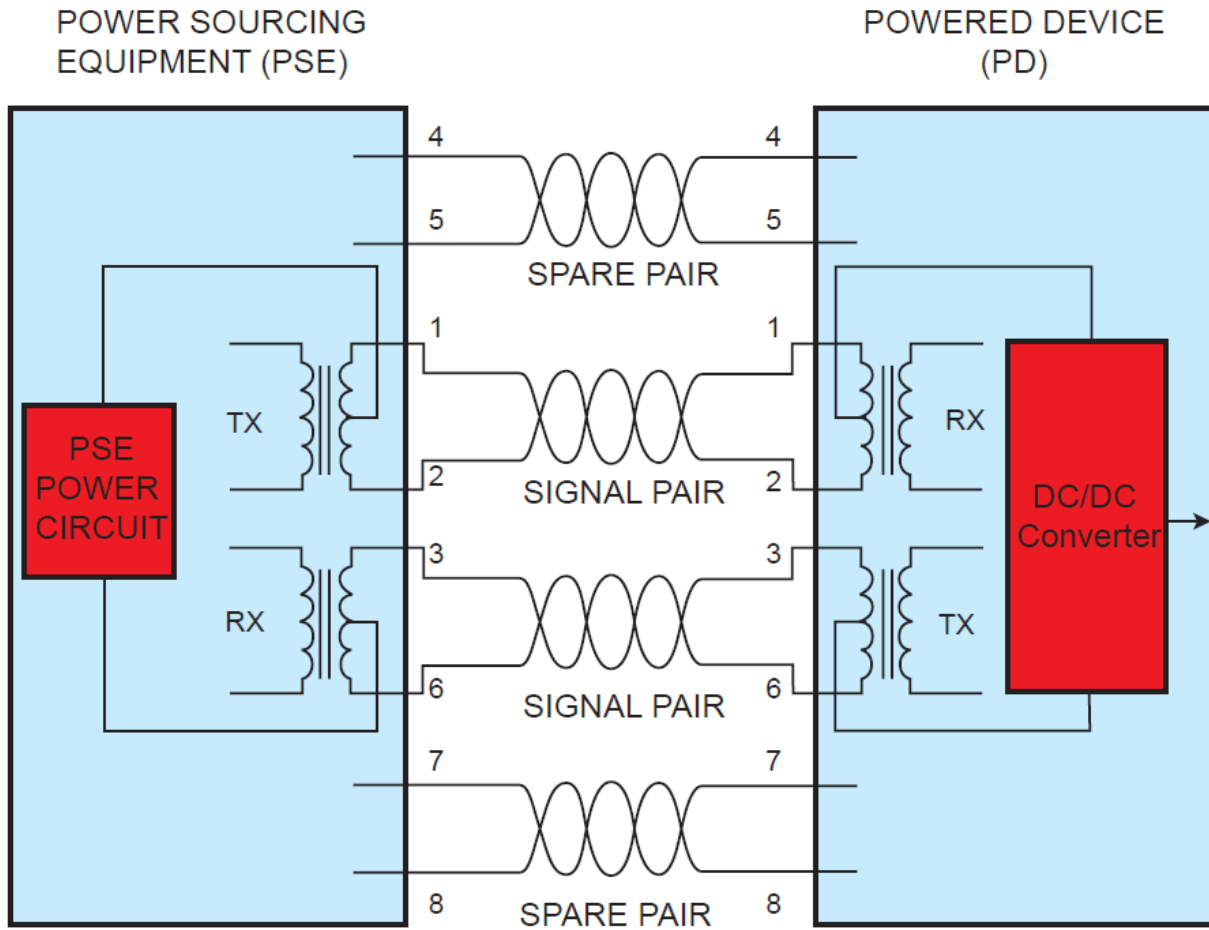 POWER SOURCING
EQUIPMENT (PSE)
POWERED DEVICE
(PD)
4
4
5
5
SPARE PAIR
1
1
TX
RX
2
2
SIGNAL PAIR
PSE
POWER
CIRCUIT
DC/DC
Converter
3
3
RX
TX
6
6
SIGNAL PAIR
7
7
8
8
SPARE PAIR